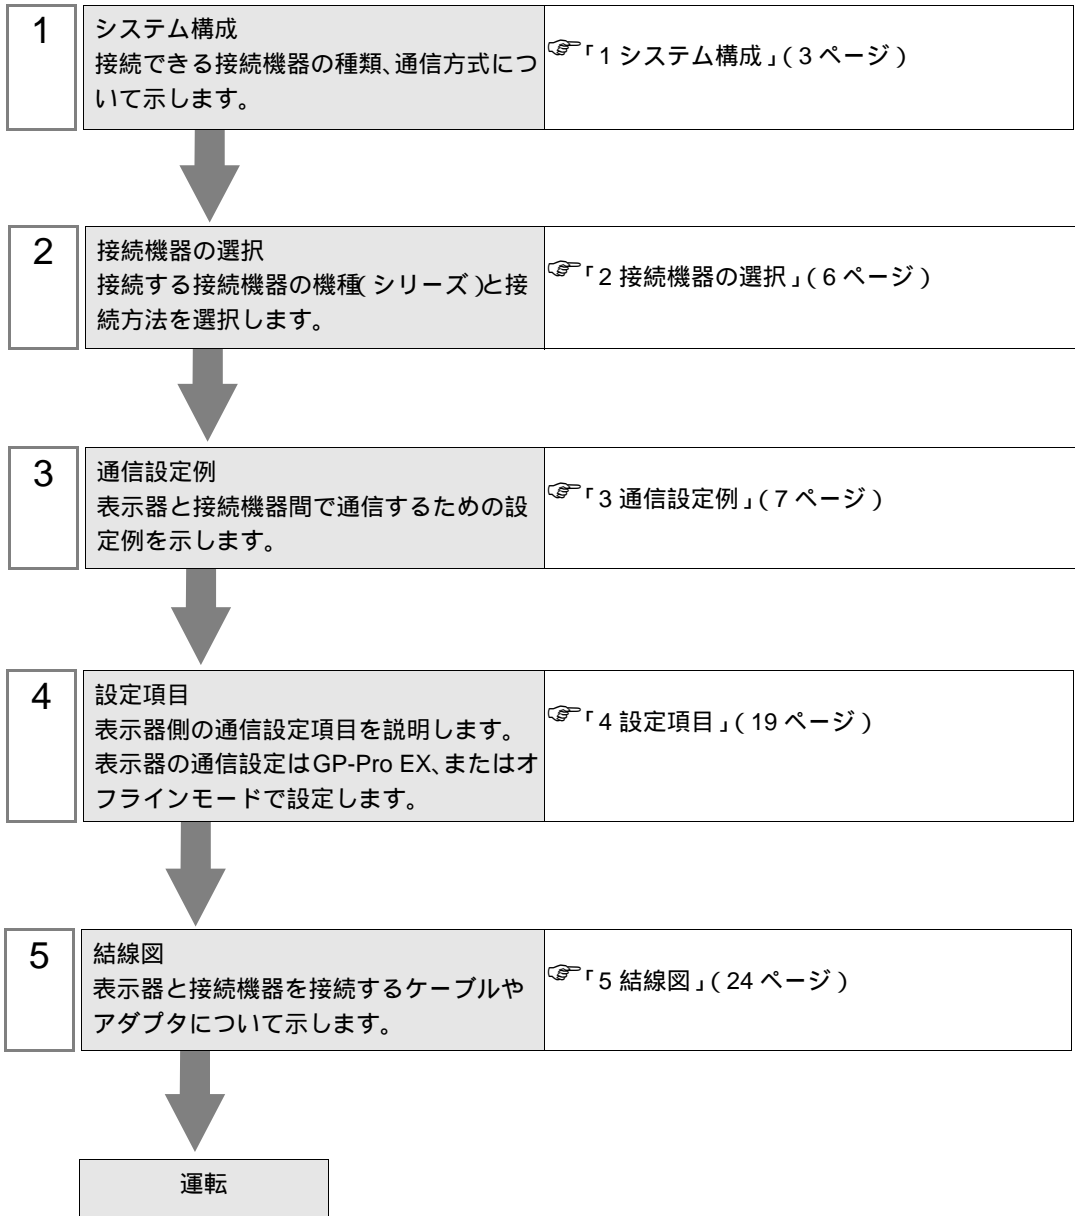 1
システム構成
接続できる接続機器の種類、通信方式につ
いて示します。
☞「1 システム構成」( 3 ページ )
2
接続機器の選択
接続する接続機器の機種( シリーズ )と接
続方法を選択します。
☞「2 接続機器の選択」( 6 ページ )
3
通信設定例
表示器と接続機器間で通信するための設
定例を示します。
☞「3 通信設定例」( 7 ページ )
4
設定項目
表示器側の通信設定項目を説明します。
表示器の通信設定はGP-Pro EX、またはオ
フラインモードで設定します。
☞「4 設定項目」( 19 ページ )
5
結線図
表示器と接続機器を接続するケーブルや
アダプタについて示します。
☞「5 結線図」( 24 ページ )
運転